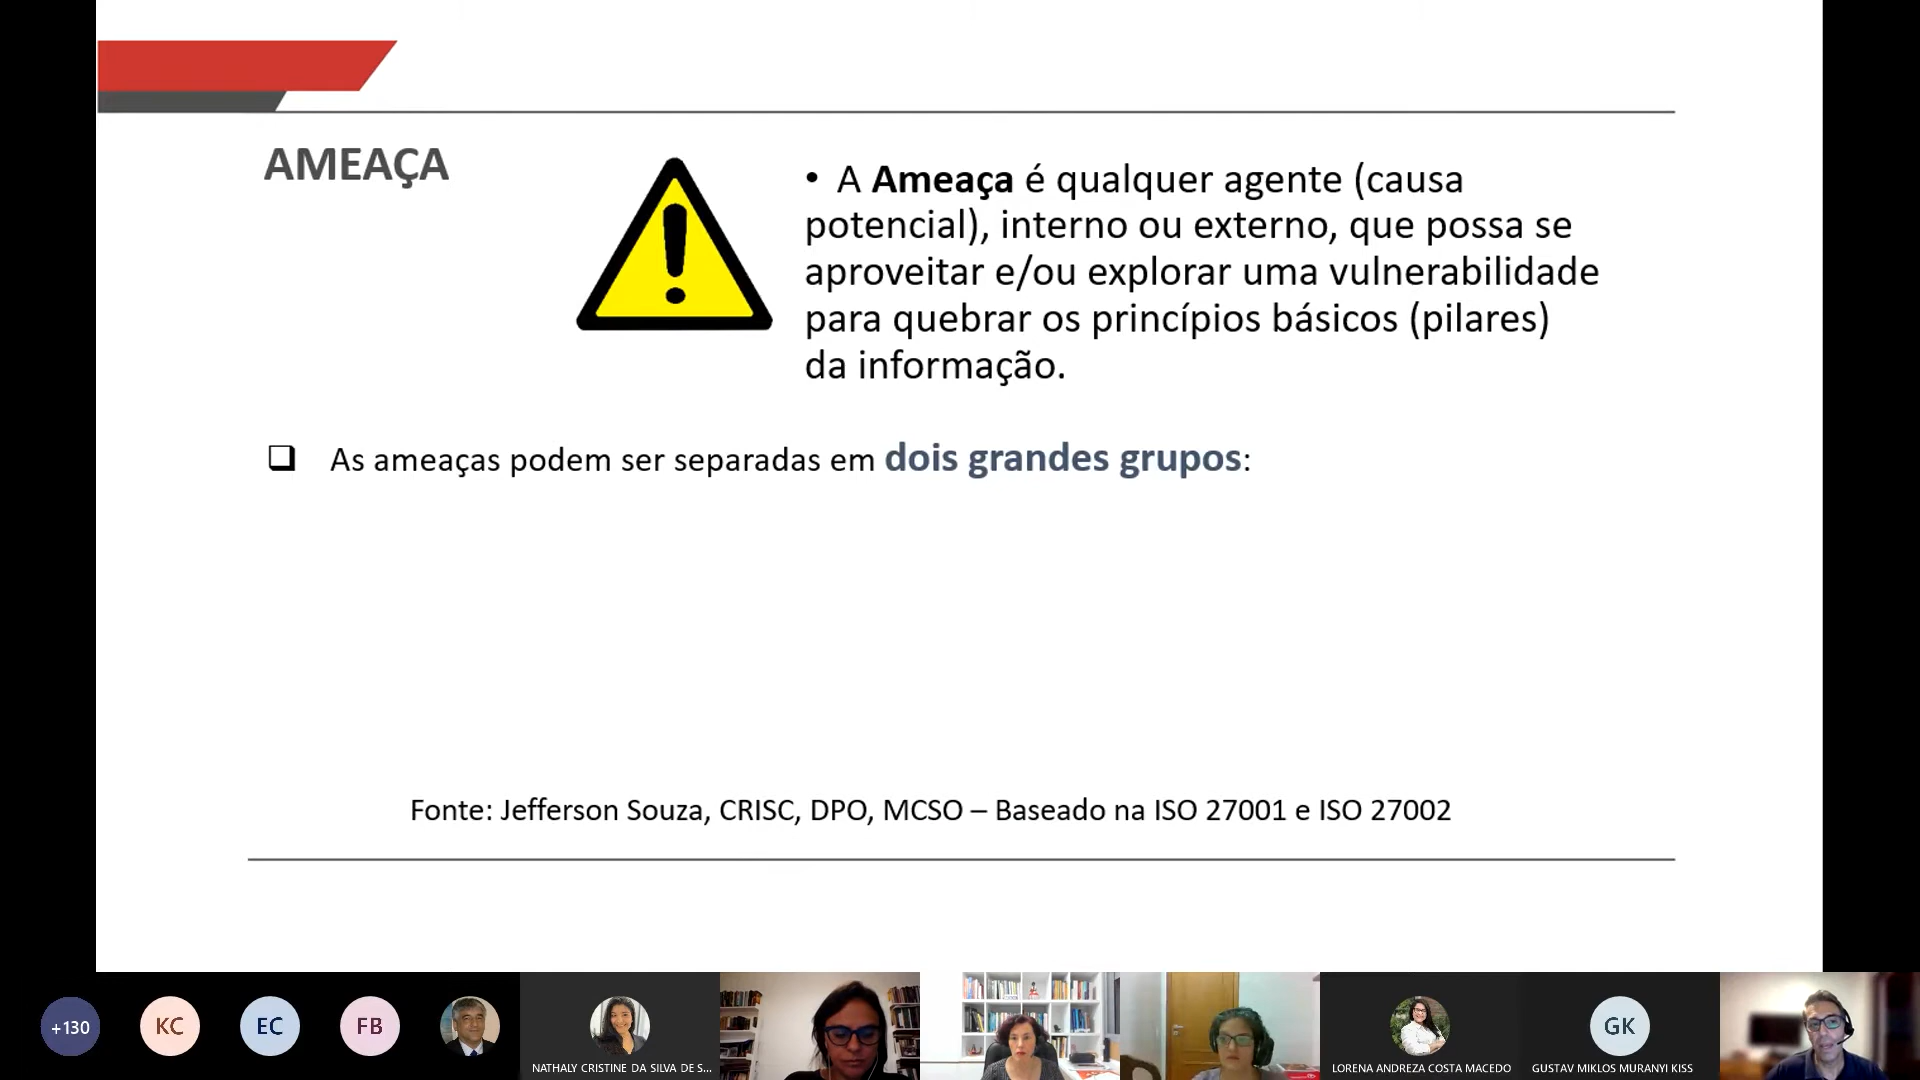 AMEAÇA
• A Ameaça é qualquer agente (causa
potencial), interno ou externo, que possa se
aproveitar e/ou explorar uma vulnerabilidade
para quebrar os princípios básicos (pilares)
da informação.
❑ As ameaças podem ser separadas em dois grandes grupos:
Fonte: Jefferson Souza, CRISC, DPO, MCSO – Baseado na ISO 27001 e ISO 27002
+130
KC
EC
FB
NATHALY CRISTINE DA SILVA DE S...
LORENA ANDREZA COSTA MACEDO
GK
GUSTAV MIKLOS MURANYI KISS